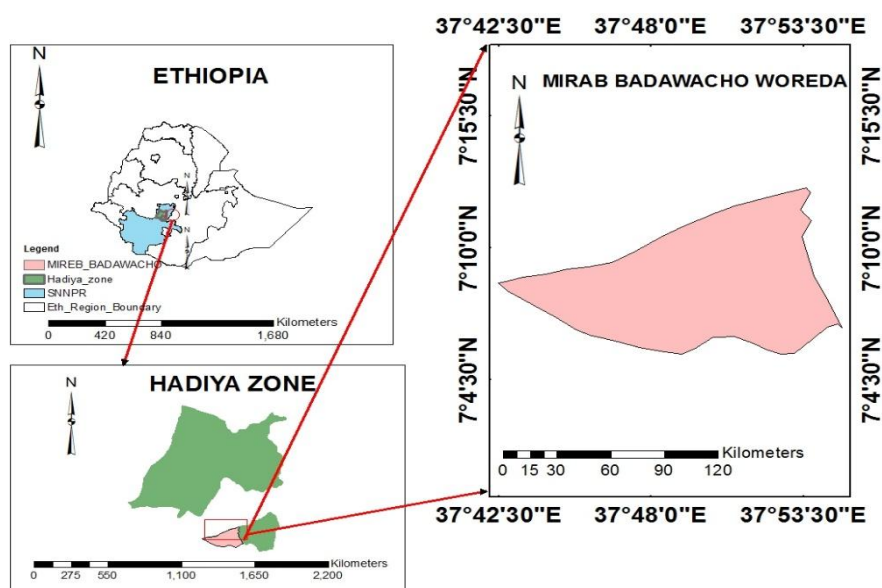 N
ETHIOPIA
N
N
Legend
MIREB_BADAWACHO
Hadiya_zone
SNNPR
Eth_Region_Boundary
Kilometers
0 420 840 1,680
N
HADIYA ZONE
Kilometers
0 275 550 1,100 1,650 2,200
37°42'30"E 37°48'0"E 37°53'30"E
N
MIRAB BADAWACHO WOREDA
7°15'30"N 7°15'30"N
7°10'0"N 7°10'0"N
7°4'30"N 7°4'30"N
Kilometers
0 15 30 60 90 120
37°42'30"E 37°48'0"E 37°53'30"E